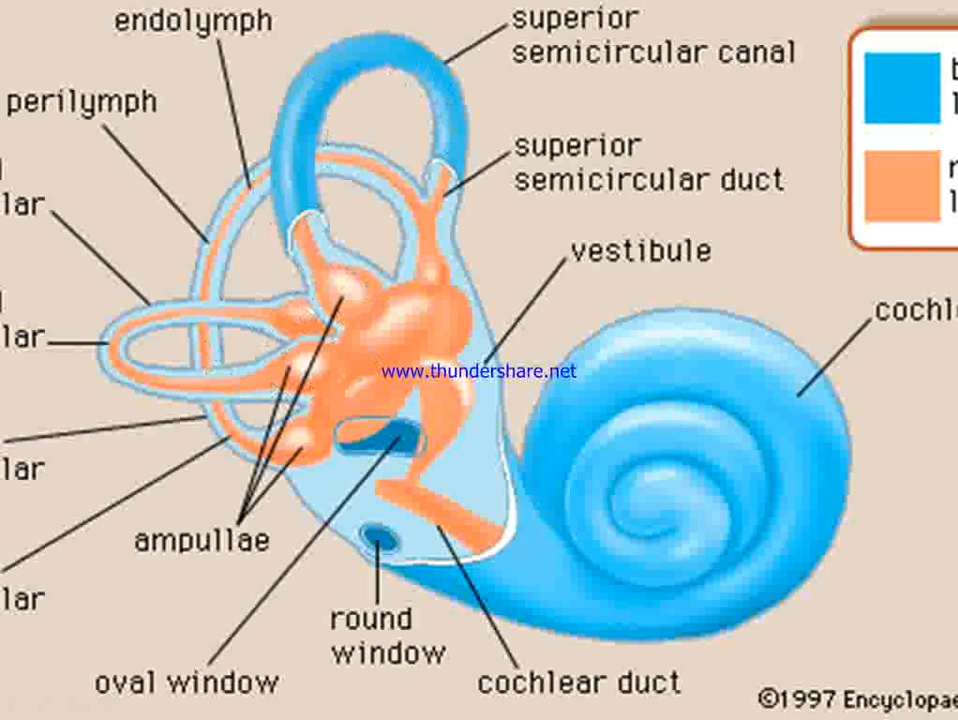 endolymph
superior
semicircular canal
perilymph
superior
semicircular duct
lar
vestibule
lar
cochle
www.thundershare.net
lar
ampullae
lar
round
window
oval window
cochlear duct
©1997 Encyclopae